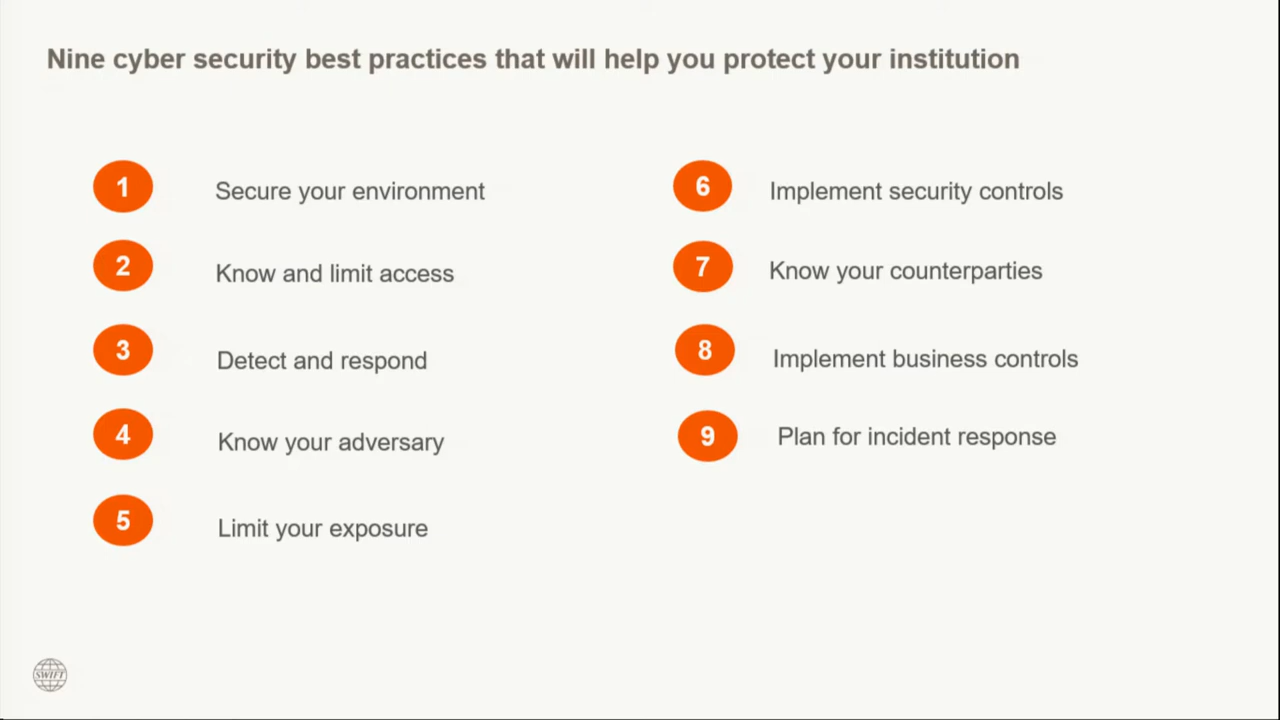 Nine cyber security best practices that will help you protect your institution
1 Secure your environment
2 Know and limit access
3 Detect and respond
4 Know your adversary
5 Limit your exposure
6 Implement security controls
7 Know your counterparties
8 Implement business controls
9 Plan for incident response
SWIFT